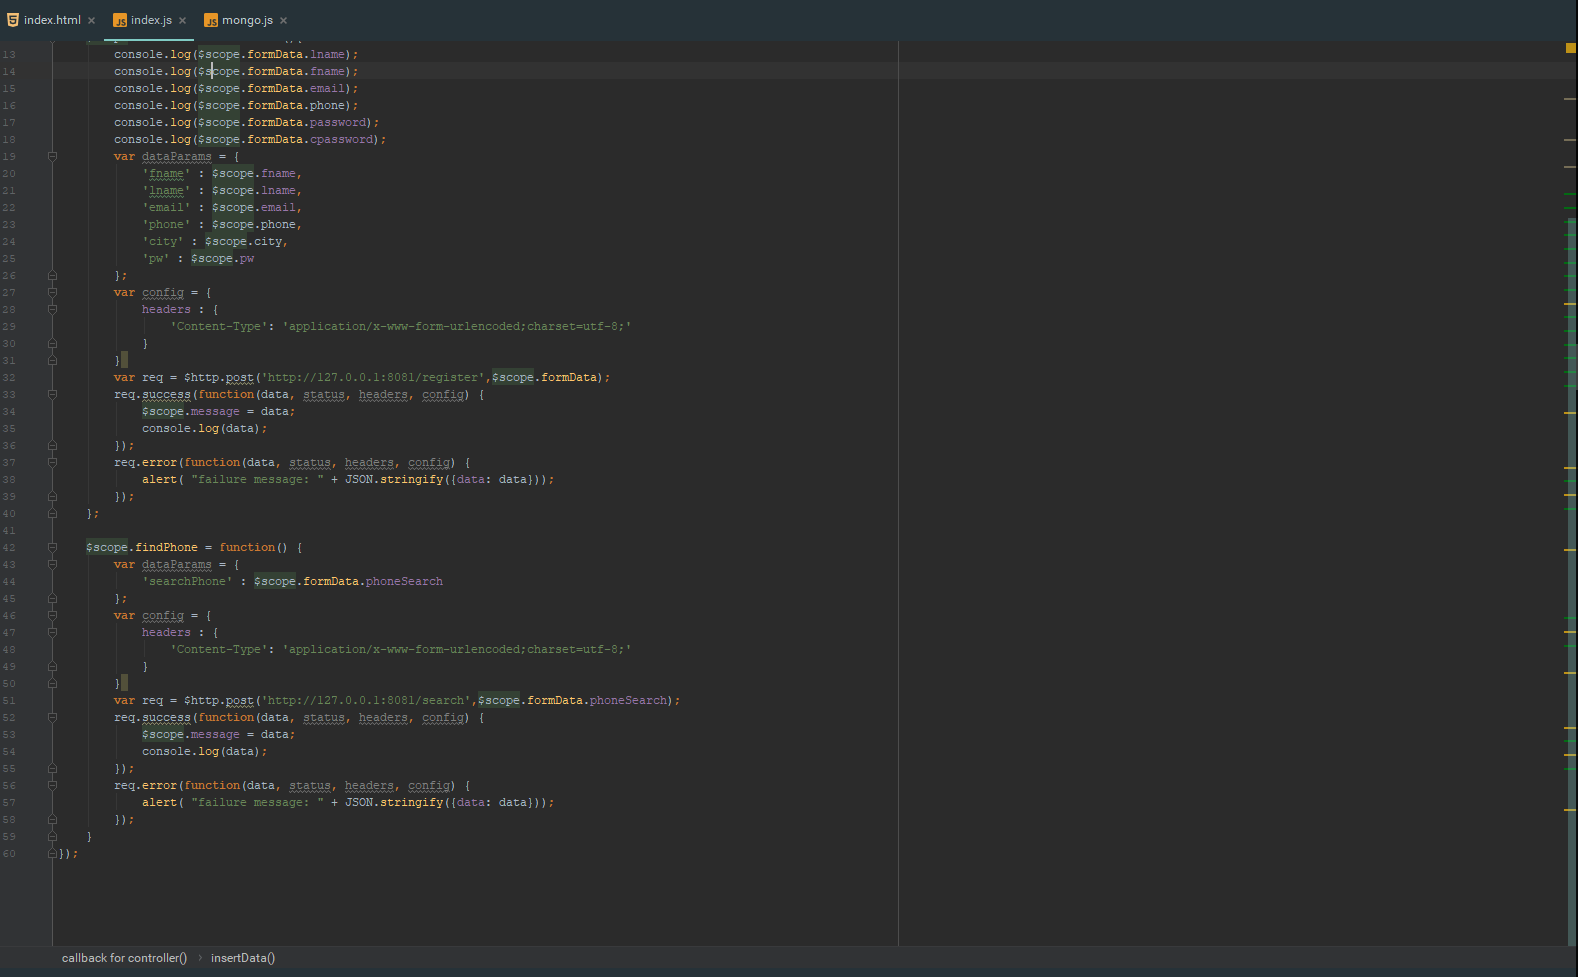 index.html × index.js × mongo.js ×
13 console.log($scope.formData.lname);
14 console.log($scope.formData.fname);
15 console.log($scope.formData.email);
16 console.log($scope.formData.phone);
17 console.log($scope.formData.password);
18 console.log($scope.formData.cpassword);
19 var dataParams = {
20 'fname' : $scope.fname,
21 'lname' : $scope.lname,
22 'email' : $scope.email,
23 'phone' : $scope.phone,
24 'city' : $scope.city,
25 'pw' : $scope.pw
26 };
27 var config = {
28 headers : {
29 'Content-Type': 'application/x-www-form-urlencoded;charset=utf-8;'
30 }
31 }
32 var req = $http.post('http://127.0.0.1:8081/register',$scope.formData);
33 req.success(function(data, status, headers, config) {
34 $scope.message = data;
35 console.log(data);
36 });
37 req.error(function(data, status, headers, config) {
38 alert( "failure message: " + JSON.stringify({data: data}));
39 });
40 };
41
42 $scope.findPhone = function() {
43 var dataParams = {
44 'searchPhone' : $scope.formData.phoneSearch
45 };
46 var config = {
47 headers : {
48 'Content-Type': 'application/x-www-form-urlencoded;charset=utf-8;'
49 }
50 }
51 var req = $http.post('http://127.0.0.1:8081/search',$scope.formData.phoneSearch);
52 req.success(function(data, status, headers, config) {
53 $scope.message = data;
54 console.log(data);
55 });
56 req.error(function(data, status, headers, config) {
57 alert( "failure message: " + JSON.stringify({data: data}));
58 });
59 }
60 });
callback for controller() › insertData()